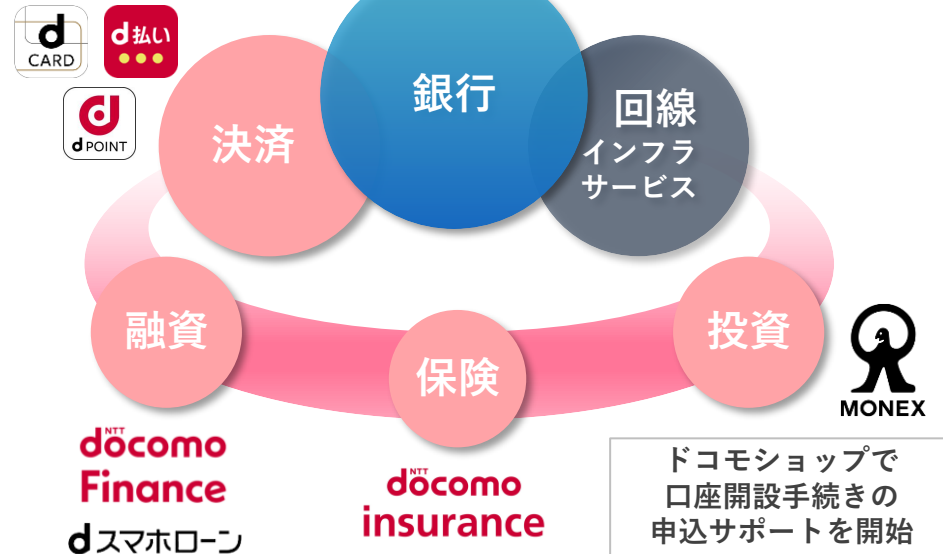 d
CARD
d払い
d
d POINT
決済
銀行
回線
インフラ
サービス
融資
保険
投資
MONEX
NTT
döcomo
Finance
dスマホローン
NTT
döcomo
insurance
ドコモショップで
口座開設手続きの
申込サポートを開始